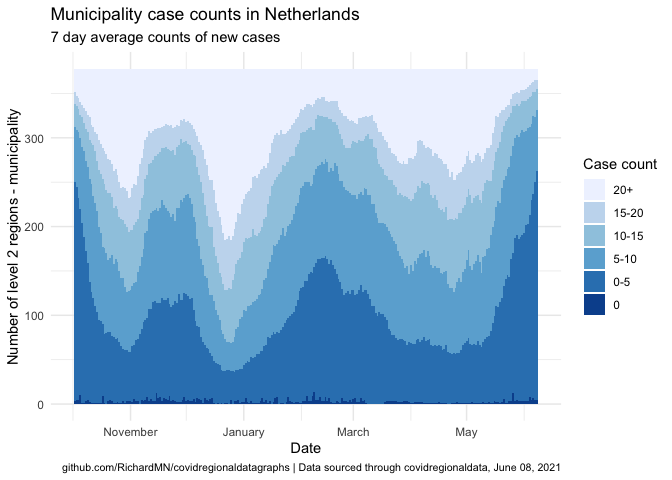 Municipality case counts in Netherlands
7 day average counts of new cases
Number of level 2 regions - municipality
300
200
100
0
November
January
March
May
Date
Case count
20+
15-20
10-15
5-10
0-5
0
github.com/RichardMN/covidregionaldatagraphs | Data sourced through covidregionaldata, June 08, 2021